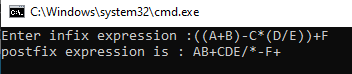 C:\Windows\system32\cmd.exe
Enter infix expression :((A+B)-C*(D/E))+F
postfix expression is : AB+CDE/*-F+